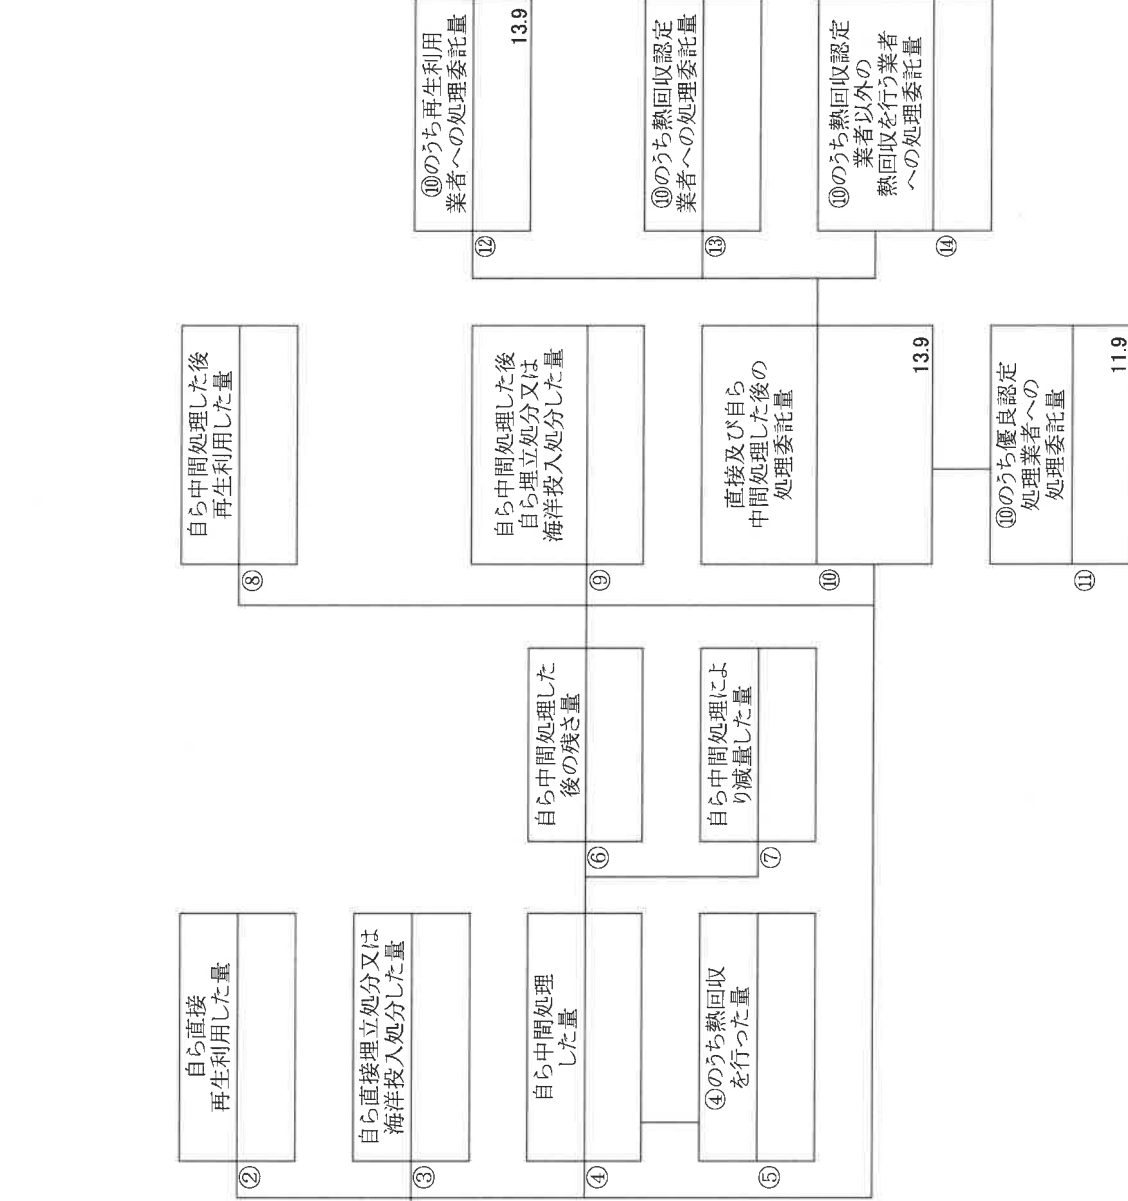 ②
自ら直接
再生利用した量
③
自ら直接埋立処分又は
海洋投入処分した量
④
自ら中間処理
した量
⑤
④のうち熱回収
を行った量
⑥
自ら中間処理した
後の残さ量
⑦
自ら中間処理によ
り減量した量
⑧
自ら中間処理した後
再生利用した量
⑨
自ら中間処理した後
自ら埋立処分又は
海洋投入処分した量
⑩
直接及び自ら
中間処理した後の
処理委託量
13.9
⑪
⑩のうち優良認定
処理業者への
処理委託量
11.9
⑫
⑩のうち再生利用
業者への処理委託量
13.9
⑬
⑩のうち熱回収認定
業者への処理委託量
⑭
⑩のうち熱回収認定
業者以外の
熱回収を行う業者
への処理委託量